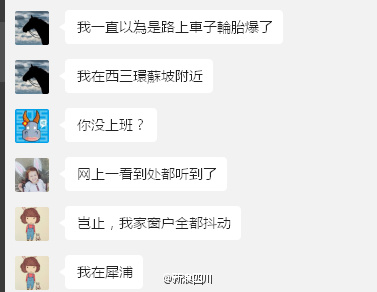 我一直以為是路上車子輪胎爆了
我在西三環蘇坡附近
你没上班？
网上一看到处都听到了
岂止，我家窗户全都抖动
我在犀浦
@新浪四川